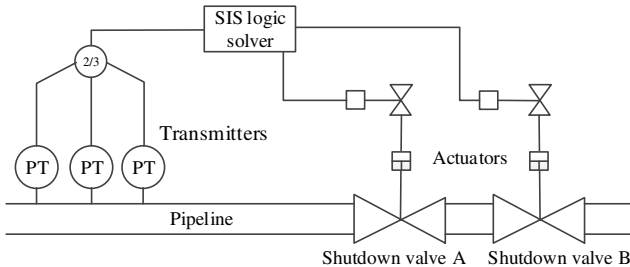 SIS logic
solver
2/3
Transmitters
PT PT PT
Actuators
Pipeline
Shutdown valve A Shutdown valve B